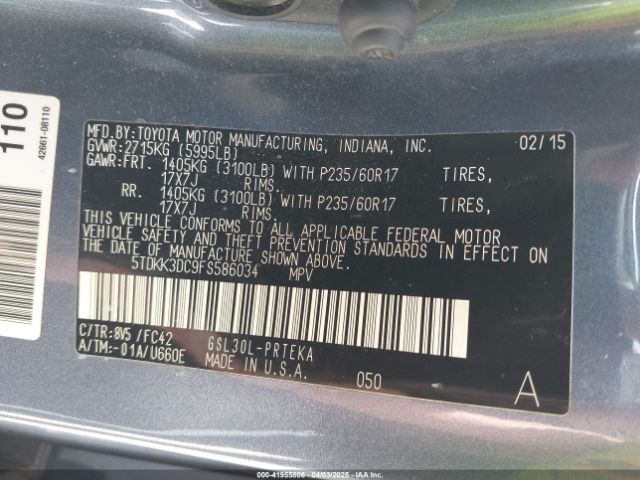 110
42661-08110
MFD.BY:TOYOTA MOTOR MANUFACTURING, INDIANA, INC. 02/15
GVWR:2715KG (5995LB)
GAWR:FRT. 1405KG (3100LB) WITH P235/60R17 TIRES,
17X7J RIMS.
RR. 1405KG (3100LB) WITH P235/60R17 TIRES,
17X7J RIMS.
THIS VEHICLE CONFORMS TO ALL APPLICABLE FEDERAL MOTOR
VEHICLE SAFETY AND THEFT PREVENTION STANDARDS IN EFFECT ON
THE DATE OF MANUFACTURE SHOWN ABOVE.
5TDKK3DC9FS586034 MPV
C/TR:8V5 /FC42 GSL30L-PRTEKA
A/TM:-01A/U660E MADE IN U.S.A. 050 A
000-41955806 - 04/03/2025 - IAAI.COM